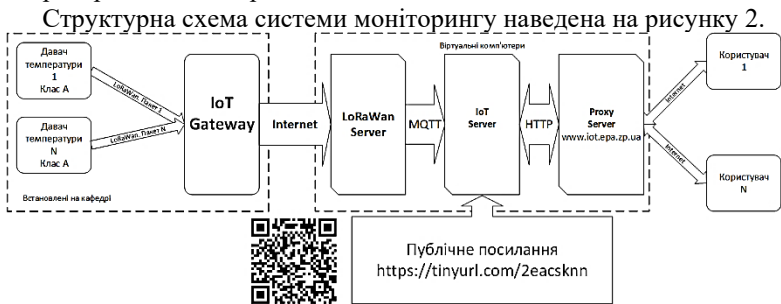 Структурна схема системи моніторингу наведена на рисунку 2.
Давач
температури
1
Клас А
LoRaWan, Пакет 1
Давач
температури
N
Клас А
LoRaWan, Пакет N
Встановлені на кафедрі
IoT
Gateway
Internet
Віртуальні комп'ютери
LoRaWan
Server
MQTT
IoT
Server
HTTP
Proxy
Server
www.iot.epa.zp.ua
Internet
Користувач
1
Internet
Користувач
N
Публічне посилання
https://tinyurl.com/2eacsknn